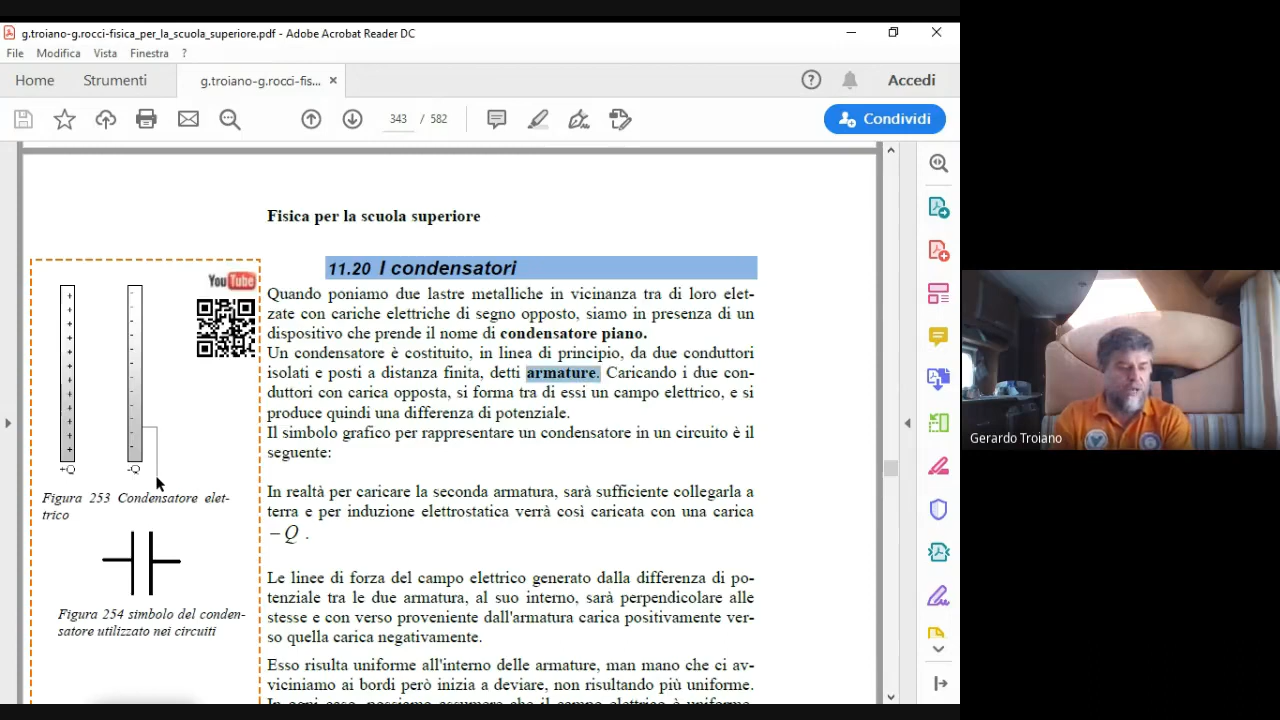 g.troiano-g.rocci-fisica_per_la_scuola_superiore.pdf - Adobe Acrobat Reader DC
File Modifica Vista Finestra ?
Home Strumenti g.troiano-g.rocci-fis... × Accedi
343 / 582 Condividi
Fisica per la scuola superiore
11.20 I condensatori
Quando poniamo due lastre metalliche in vicinanza tra di loro elet-
zate con cariche elettriche di segno opposto, siamo in presenza di un
dispositivo che prende il nome di condensatore piano.
Un condensatore è costituito, in linea di principio, da due conduttori
isolati e posti a distanza finita, detti armature. Caricando i due con-
duttori con carica opposta, si forma tra di essi un campo elettrico, e si
produce quindi una differenza di potenziale.
Il simbolo grafico per rappresentare un condensatore in un circuito è il
seguente:
In realtà per caricare la seconda armatura, sarà sufficiente collegarla a
terra e per induzione elettrostatica verrà così caricata con una carica
−Q .
Le linee di forza del campo elettrico generato dalla differenza di po-
tenziale tra le due armatura, al suo interno, sarà perpendicolare alle
stesse e con verso proveniente dall'armatura carica positivamente ver-
so quella carica negativamente.
Esso risulta uniforme all'interno delle armature, man mano che ci av-
viciniamo ai bordi però inizia a deviare, non risultando più uniforme.
In ogni caso, possiamo assumere che il campo elettrico è uniforme
YouTube
+Q -Q
Figura 253 Condensatore elet-
trico
Figura 254 simbolo del conden-
satore utilizzato nei circuiti
Gerardo Troiano